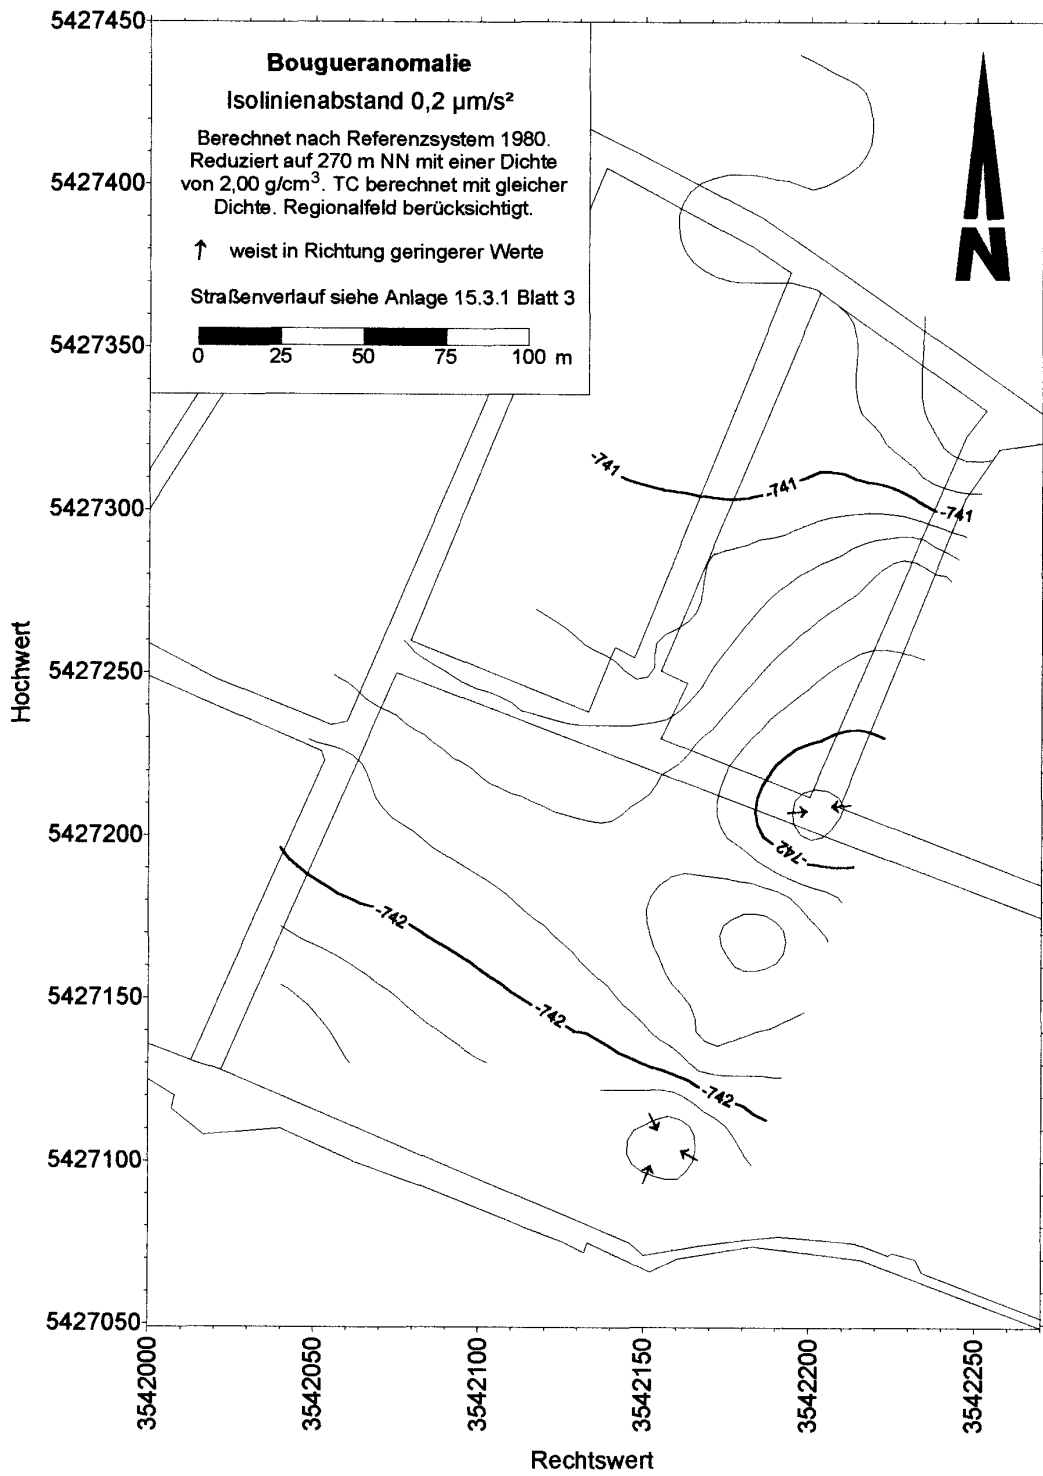 Bougueranomalie
Isolinienabstand 0,2 µm/s²
Berechnet nach Referenzsystem 1980.
Reduziert auf 270 m NN mit einer Dichte
von 2,00 g/cm³. TC berechnet mit gleicher
Dichte. Regionalfeld berücksichtigt.
↑ weist in Richtung geringerer Werte
Straßenverlauf siehe Anlage 15.3.1 Blatt 3
0 25 50 75 100 m
N
5427450
5427400
5427350
5427300
5427250
5427200
5427150
5427100
5427050
Hochwert
-741
-741
-741
-742
-742
-742
-742
3542000
3542050
3542100
3542150
3542200
3542250
Rechtswert